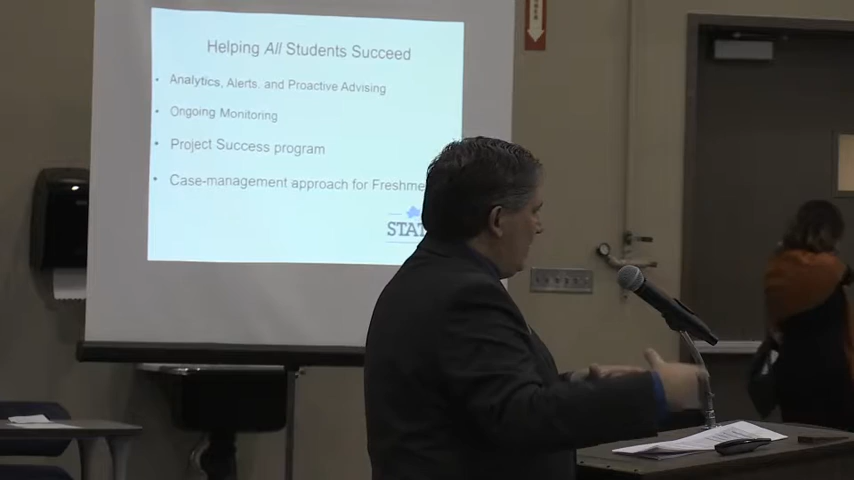 Helping All Students Succeed
• Analytics, Alerts. and Proactive Advising
• Ongoing Monitoring
• Project Success program
• Case-management approach for Freshme
STAT